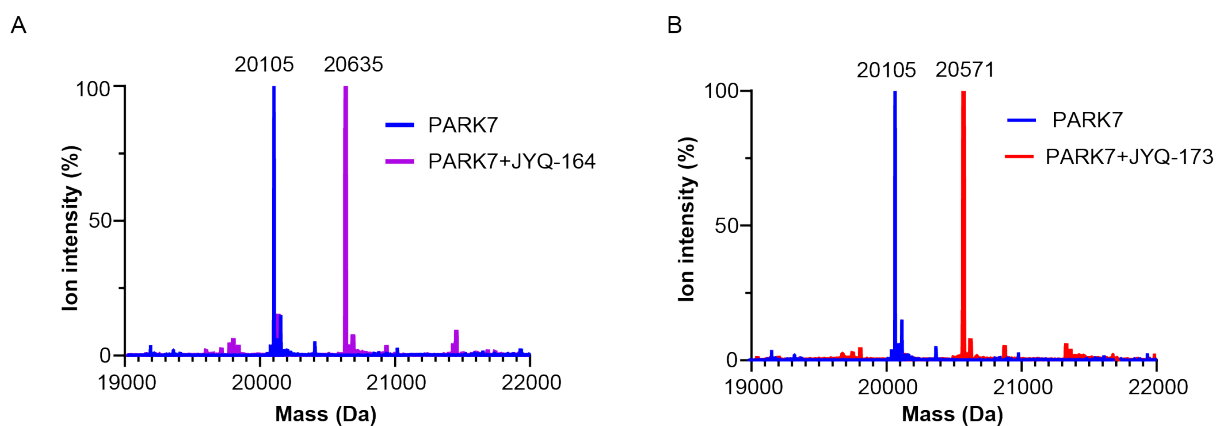 A
20105 20635
100
50
0
Ion intensity (%)
PARK7
PARK7+JYQ-164
19000 20000 21000 22000
Mass (Da)
B
20105 20571
100
50
0
Ion intensity (%)
PARK7
PARK7+JYQ-173
19000 20000 21000 22000
Mass (Da)